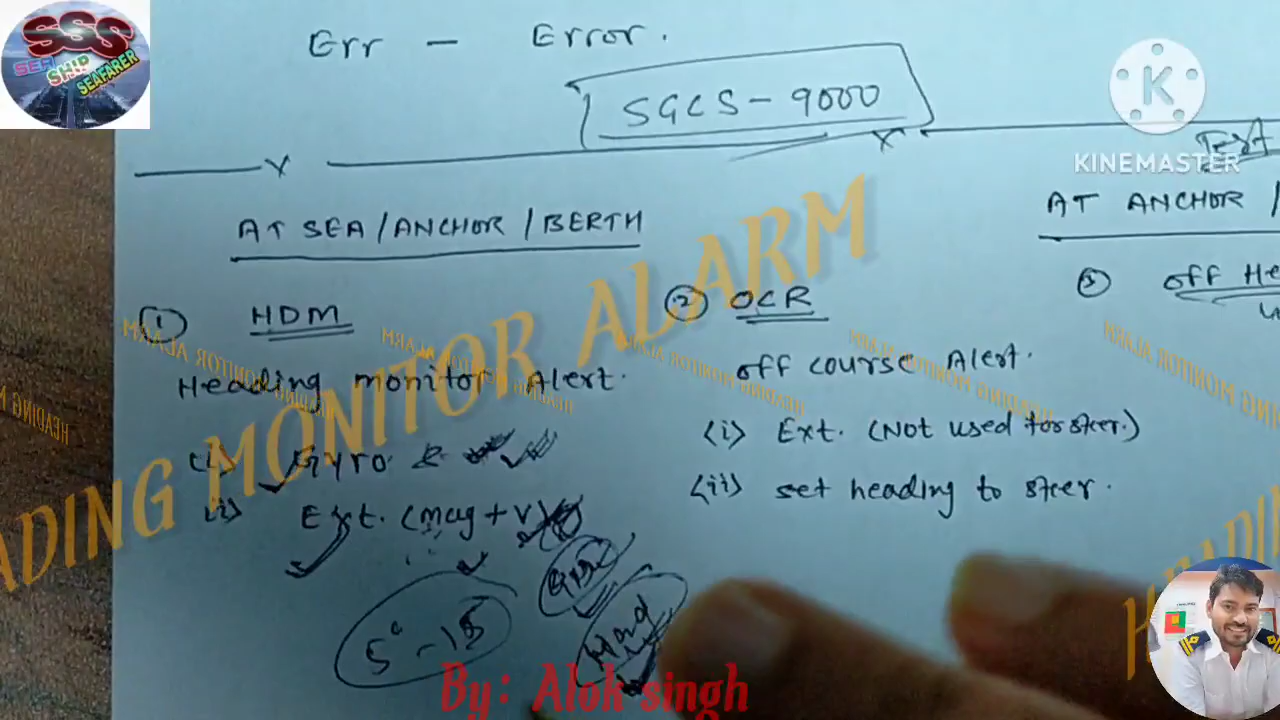 SGS
SEA
SHIP
SEAFARER
Err - Error.
SGCS - 9000
KINEMASTER
AT SEA / ANCHOR / BERTH
AT ANCHOR /
① HDM
Heading monitor Alert.
(i) Gyro &
(ii) Ext. (Mag + V)
5° - 15
Mag
② OCR
off course Alert.
(i) Ext. (Not used for steer.)
(ii) set heading to steer.
③ off He
HEADING MONITOR ALARM
By: Alok singh